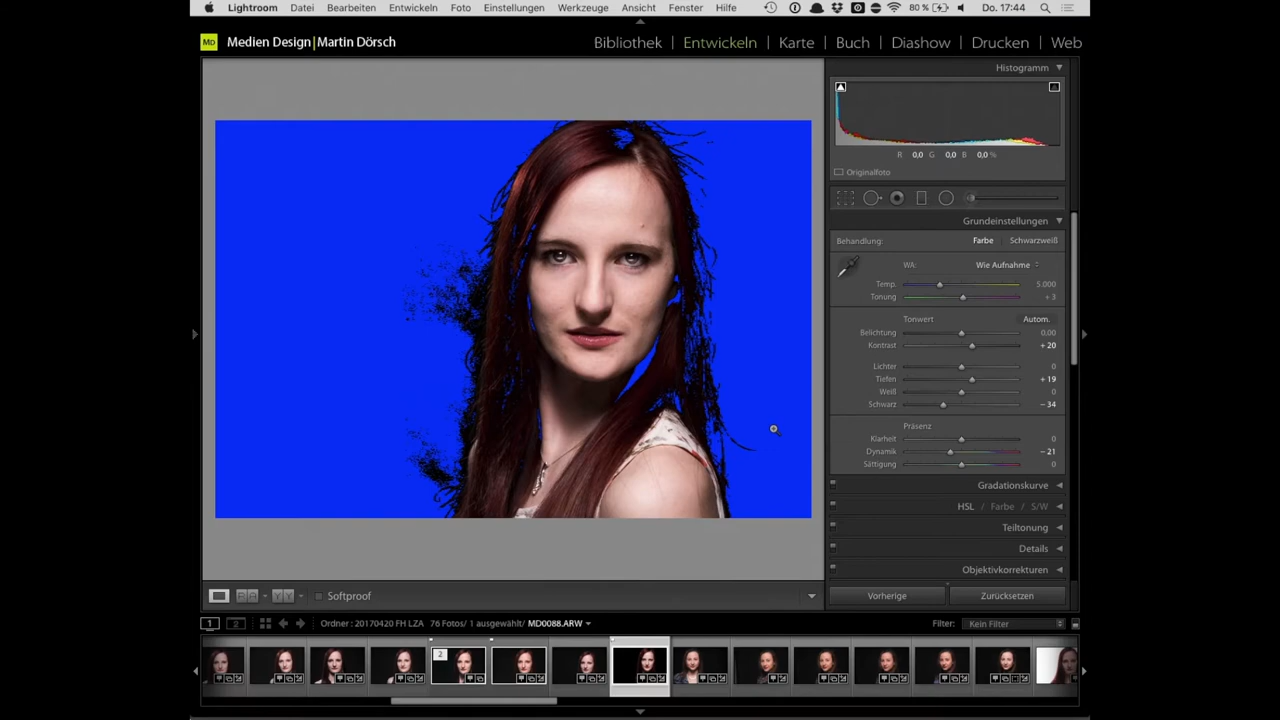 Lightroom Datei Bearbeiten Entwickeln Foto Einstellungen Werkzeuge Ansicht Fenster Hilfe 80 % Do. 17:44
MD Medien Design | Martin Dörsch
Bibliothek | Entwickeln | Karte | Buch | Diashow | Drucken | Web
Histogramm
R 0,0 G 0,0 B 0,0 %
Originalfoto
Grundeinstellungen
Behandlung: Farbe Schwarzweiß
WA: Wie Aufnahme
Temp. 5.000
Tonung + 3
Tonwert Autom.
Belichtung 0,00
Kontrast + 20
Lichter 0
Tiefen + 19
Weiß 0
Schwarz − 34
Präsenz
Klarheit 0
Dynamik − 21
Sättigung 0
Gradationskurve
HSL / Farbe / S/W
Teiltonung
Details
Objektivkorrekturen
Softproof
Vorherige Zurücksetzen
1 2 Ordner : 20170420 FH LZA 76 Fotos/ 1 ausgewählt/ MD0088.ARW Filter: Kein Filter
2